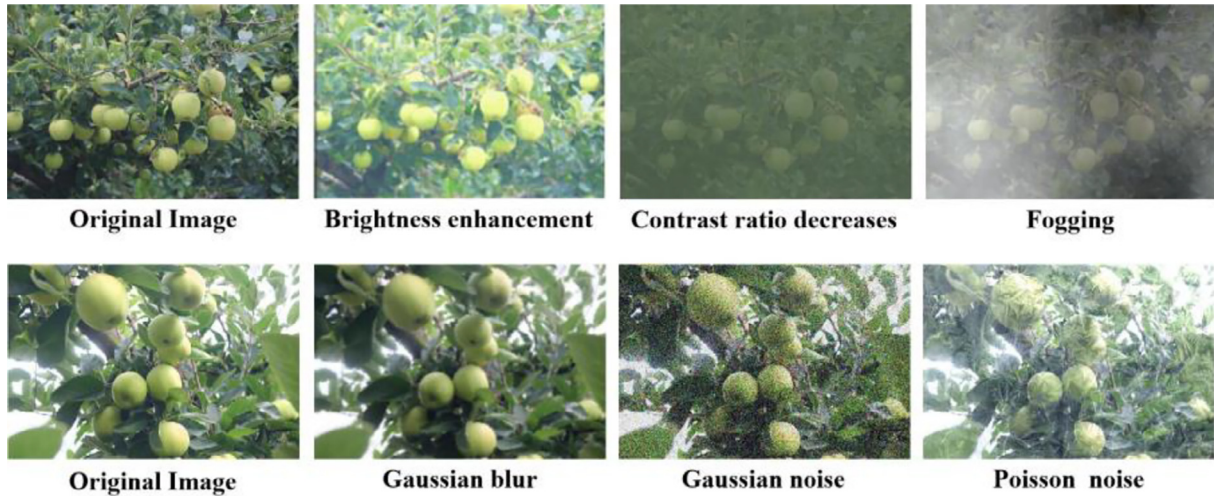 Original Image
Brightness enhancement
Contrast ratio decreases
Fogging
Original Image
Gaussian blur
Gaussian noise
Poisson noise